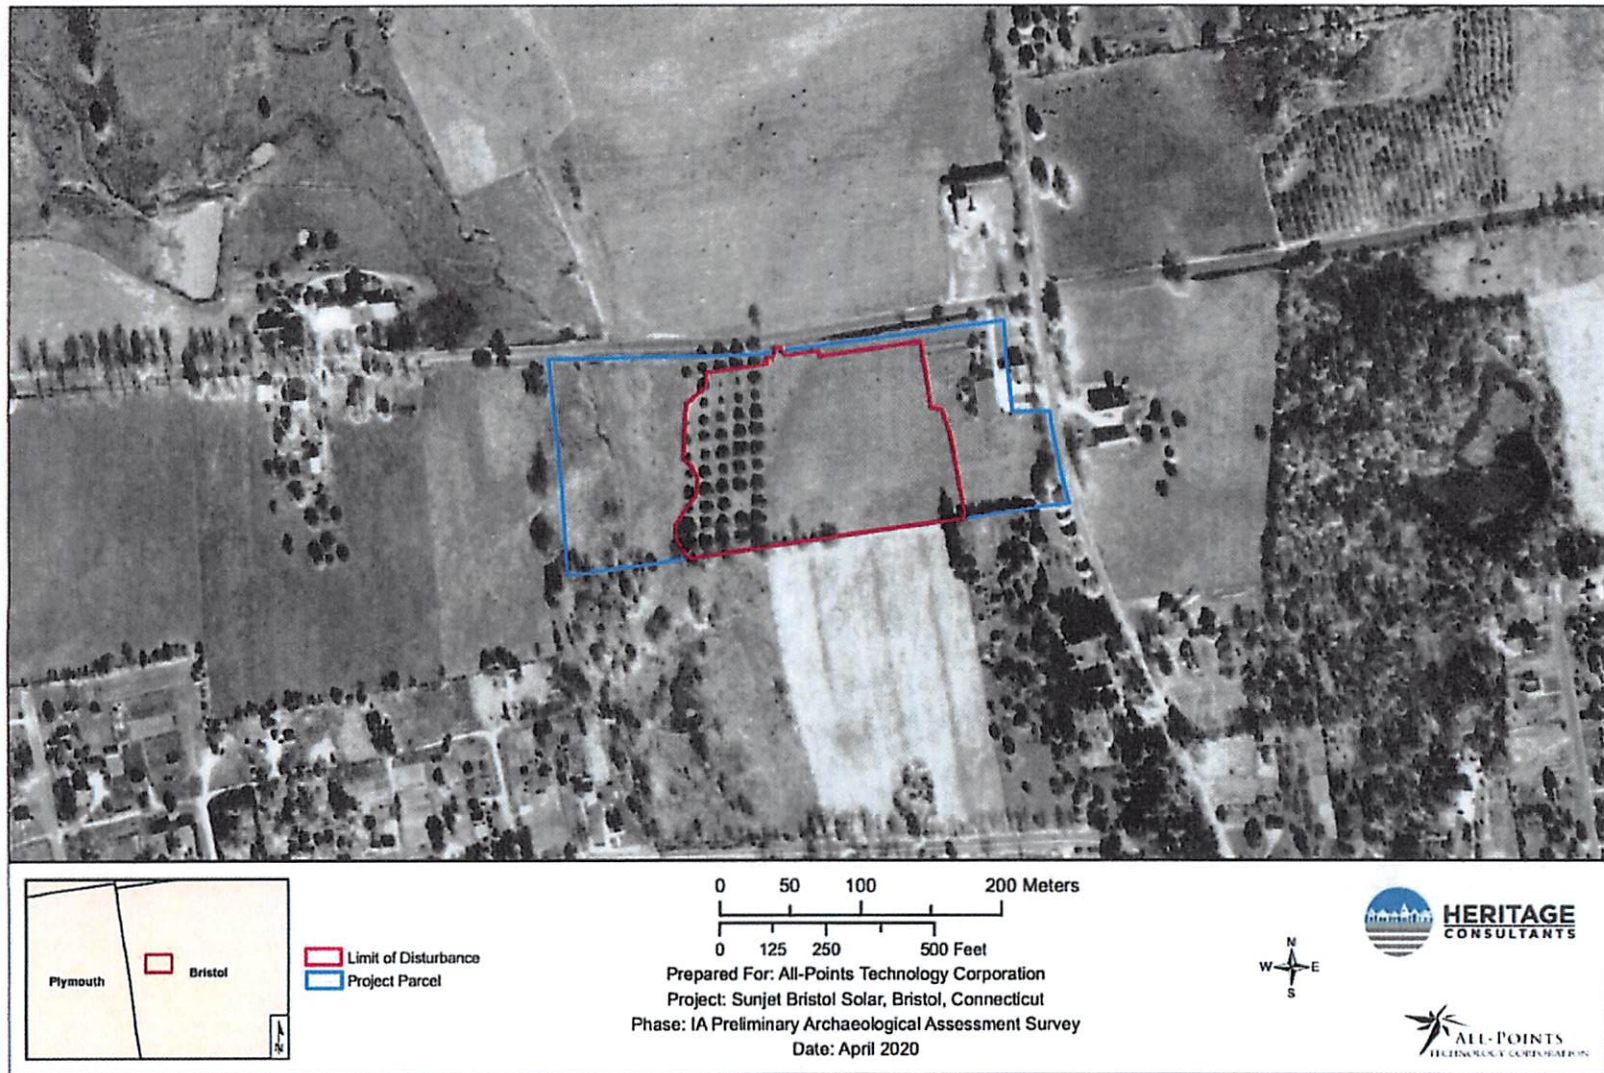 Plymouth
Bristol
N
Limit of Disturbance
Project Parcel
0 50 100 200 Meters
0 125 250 500 Feet
Prepared For: All-Points Technology Corporation
Project: Sunjet Bristol Solar, Bristol, Connecticut
Phase: IA Preliminary Archaeological Assessment Survey
Date: April 2020
N
W E
S
HERITAGE
CONSULTANTS
ALL-POINTS
TECHNOLOGY CORPORATION